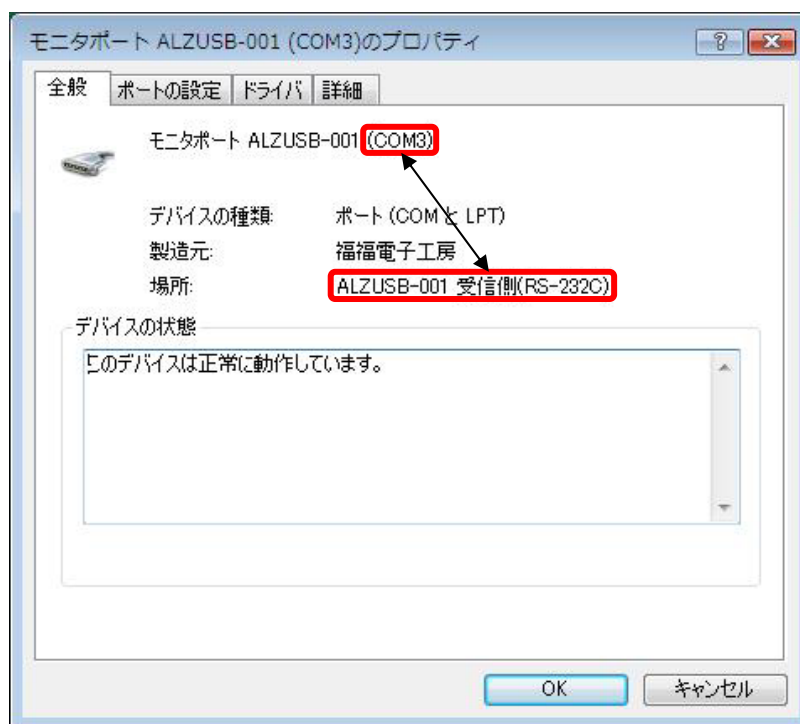 モニタポート ALZUSB-001 (COM3)のプロパティ
全般 ポートの設定 ドライバ 詳細
モニタポート ALZUSB-001 (COM3)
デバイスの種類: ポート (COM と LPT)
製造元: 福福電子工房
場所: ALZUSB-001 受信側(RS-232C)
デバイスの状態
このデバイスは正常に動作しています。
OK キャンセル